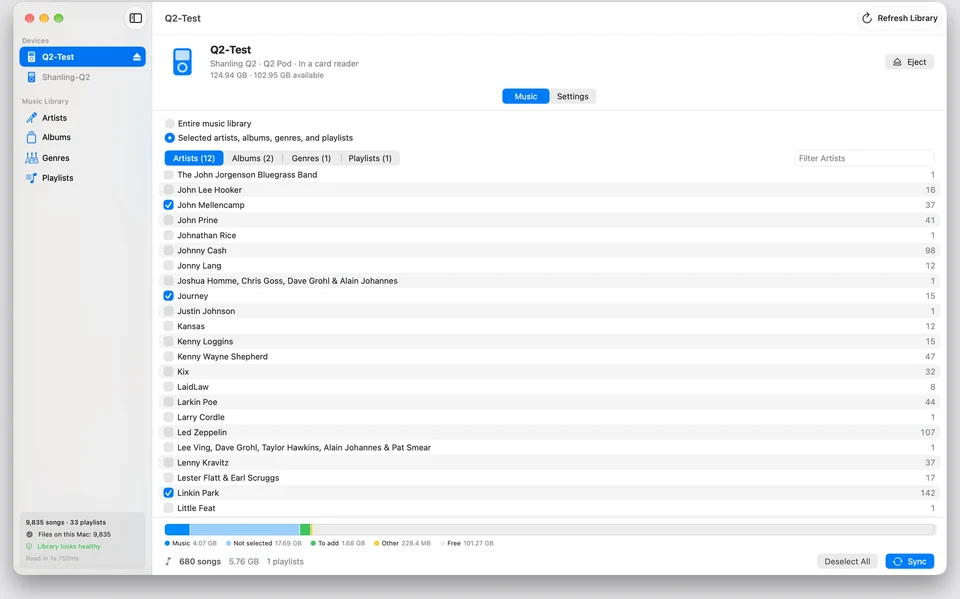 Q2-Test
Refresh Library
Devices
Q2-Test
Shanling-Q2
Music Library
Artists
Albums
Genres
Playlists
9,835 songs · 33 playlists
Files on this Mac: 9,835
Library looks healthy
Read in 1s 750ms
Q2-Test
Shanling Q2 · Q2 Pod · In a card reader
124.94 GB · 102.95 GB available
Eject
Music Settings
Entire music library
Selected artists, albums, genres, and playlists
Artists (12) Albums (2) Genres (1) Playlists (1) Filter Artists
The John Jorgenson Bluegrass Band 1
John Lee Hooker 16
John Mellencamp 37
John Prine 41
Johnathan Rice 1
Johnny Cash 98
Jonny Lang 12
Joshua Homme, Chris Goss, Dave Grohl & Alain Johannes 1
Journey 15
Justin Johnson 1
Kansas 12
Kenny Loggins 15
Kenny Wayne Shepherd 47
Kix 32
LaidLaw 8
Larkin Poe 44
Larry Cordle 1
Led Zeppelin 107
Lee Ving, Dave Grohl, Taylor Hawkins, Alain Johannes & Pat Smear 1
Lenny Kravitz 37
Lester Flatt & Earl Scruggs 17
Linkin Park 142
Little Feat 1
Music 4.07 GB Not selected 17.69 GB To add 1.68 GB Other 228.4 MB Free 101.27 GB
680 songs 5.76 GB 1 playlists Deselect All Sync